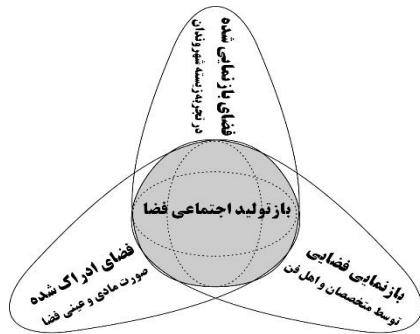 فضای بازنمایی شده
در تجربه زیسته شهروندان
بازتولید اجتماعی فضا
فضای ادراک شده
صورت مادی و عینی فضا
بازنمایی فضایی
توسط متخصصان و اهل فن